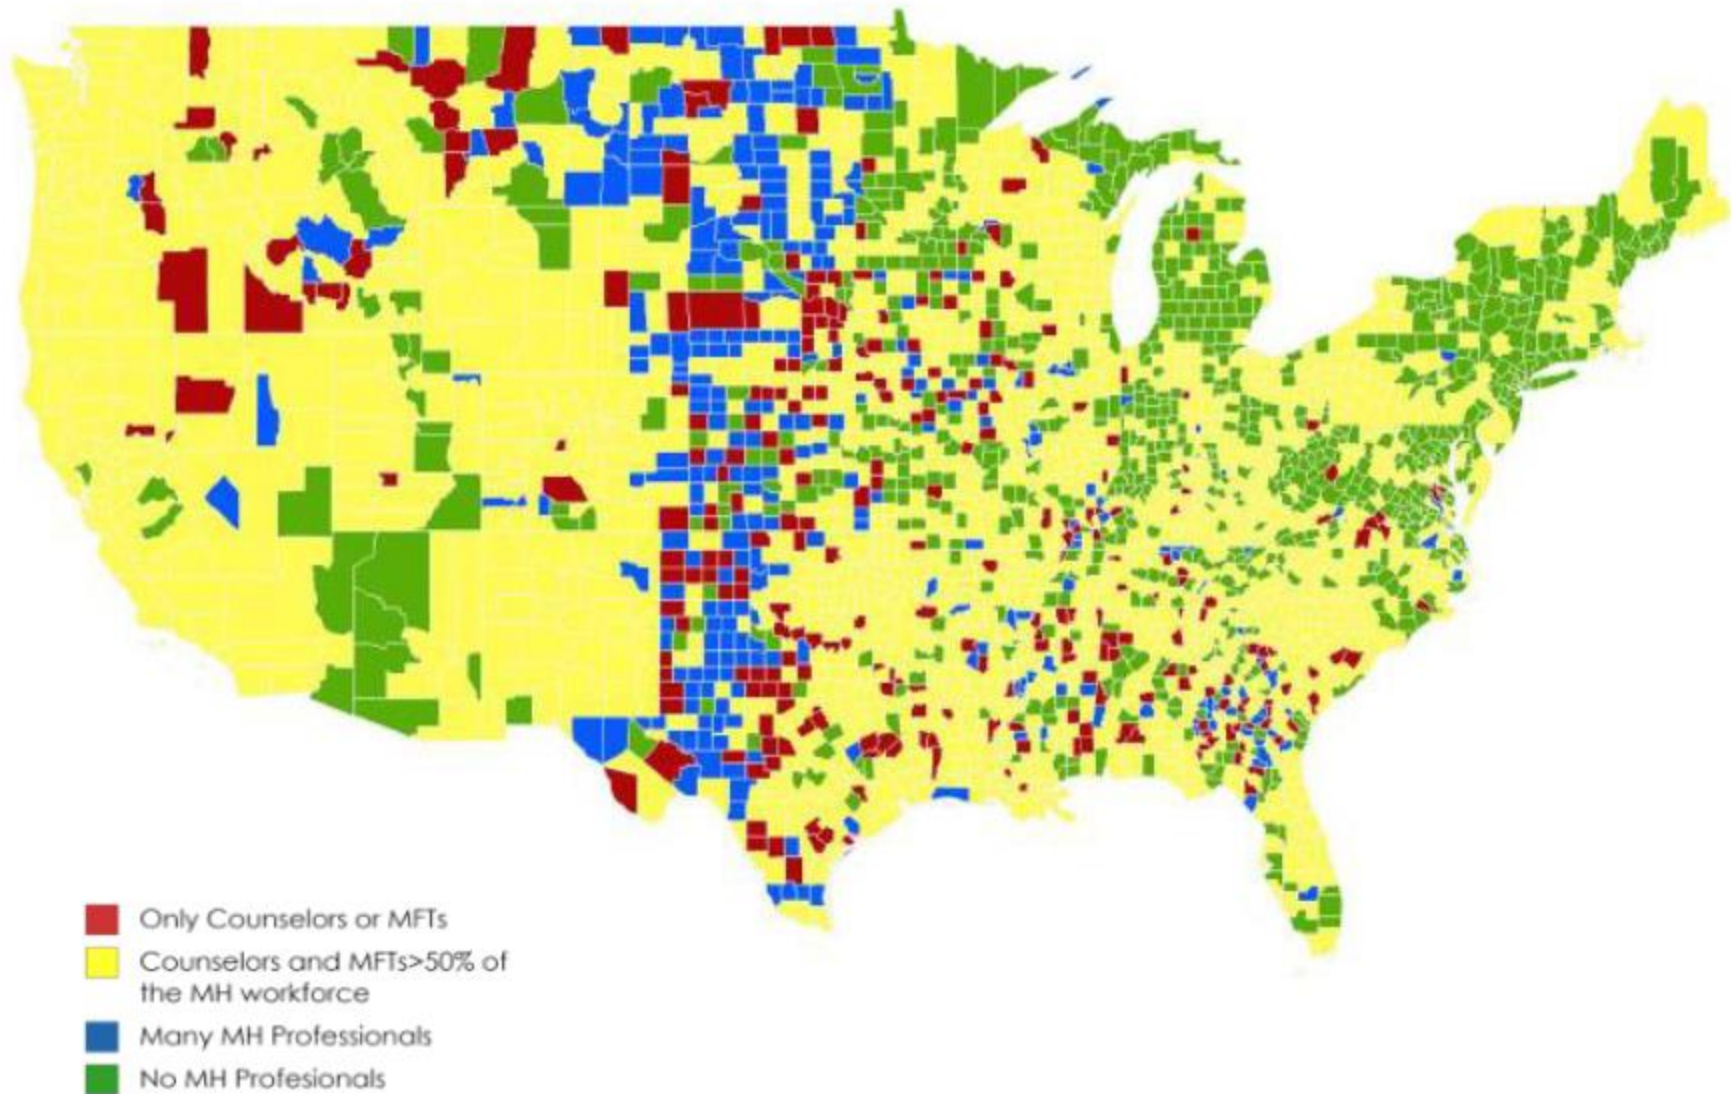 Only Counselors or MFTs
Counselors and MFTs>50% of
the MH workforce
Many MH Professionals
No MH Profesionals